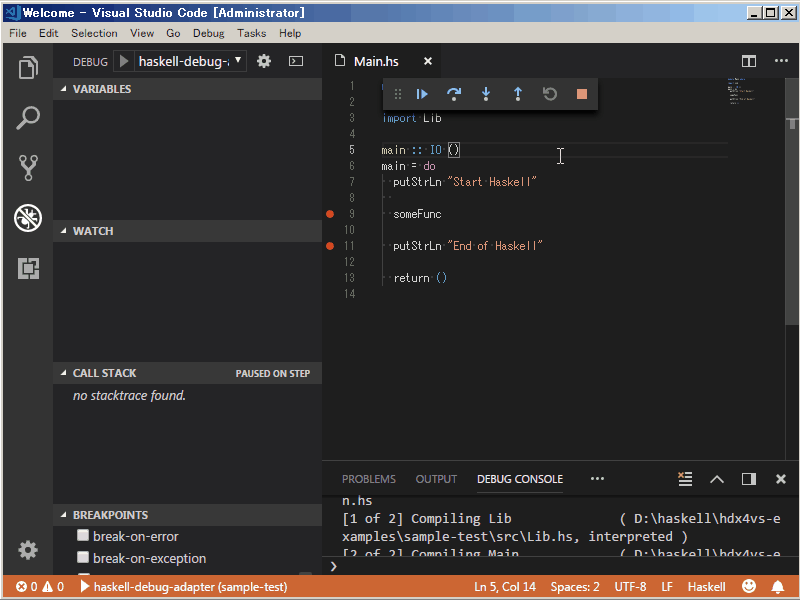 Welcome - Visual Studio Code [Administrator]
File Edit Selection View Go Debug Tasks Help
DEBUG haskell-debug-a
Main.hs
VARIABLES
WATCH
CALL STACK PAUSED ON STEP
no stacktrace found.
BREAKPOINTS
break-on-error
break-on-exception
1
2
3 import Lib
4
5 main :: IO ()
6 main = do
7 putStrLn "Start Haskell"
8
9 someFunc
10
11 putStrLn "End of Haskell"
12
13 return ()
14
PROBLEMS OUTPUT DEBUG CONSOLE
n.hs
[1 of 2] Compiling Lib ( D:\haskell\hdx4vs-e
xamples\sample-test\src\Lib.hs, interpreted )
[2 of 2] Compiling Main ( D:\haskell\hdx4vs-e
0 0 haskell-debug-adapter (sample-test) Ln 5, Col 14 Spaces: 2 UTF-8 LF Haskell